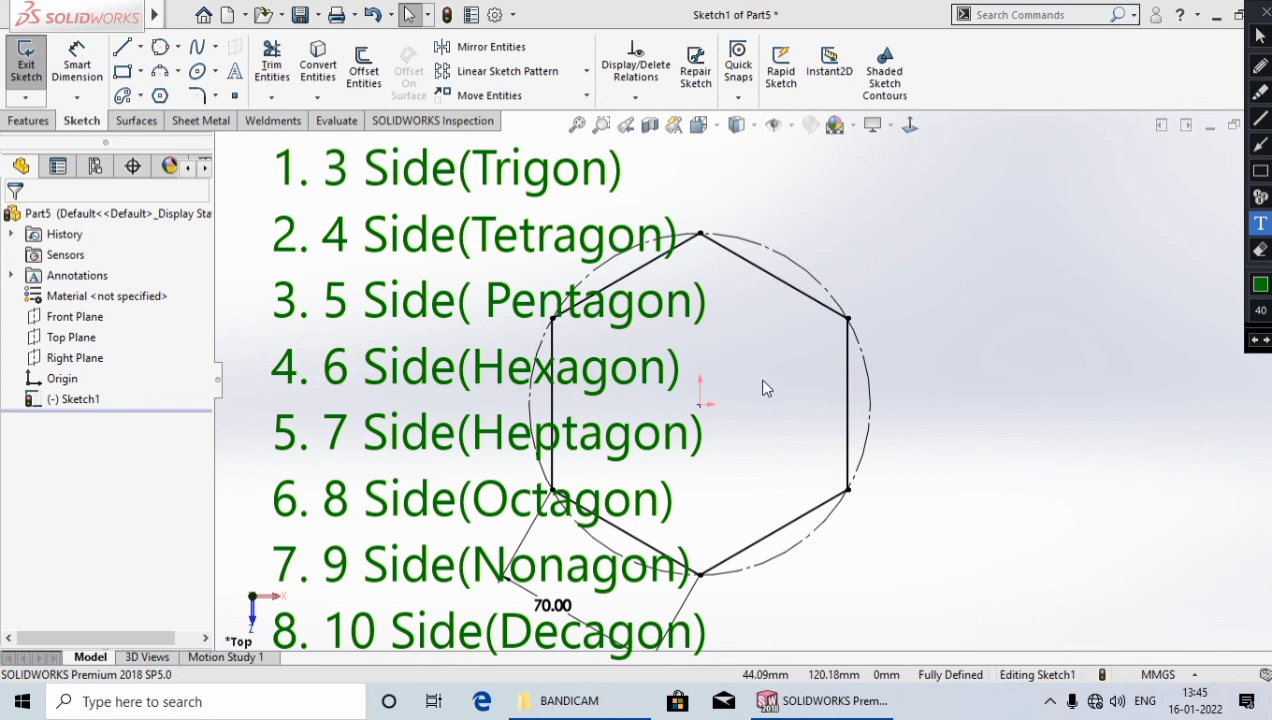 SOLIDWORKS
Sketch1 of Part5 *
Search Commands
Exit Sketch
Smart Dimension
Trim Entities
Convert Entities
Offset Entities
Offset On Surface
Mirror Entities
Linear Sketch Pattern
Move Entities
Display/Delete Relations
Repair Sketch
Quick Snaps
Rapid Sketch
Instant2D
Shaded Sketch Contours
Features
Sketch
Surfaces
Sheet Metal
Weldments
Evaluate
SOLIDWORKS Inspection
Part5 (Default<<Default>_Display Sta
History
Sensors
Annotations
Material <not specified>
Front Plane
Top Plane
Right Plane
Origin
(-) Sketch1
1. 3 Side(Trigon)
2. 4 Side(Tetragon)
3. 5 Side( Pentagon)
4. 6 Side(Hexagon)
5. 7 Side(Heptagon)
6. 8 Side(Octagon)
7. 9 Side(Nonagon)
8. 10 Side(Decagon)
70.00
X
Z
*Top
T
40
Model
3D Views
Motion Study 1
SOLIDWORKS Premium 2018 SP5.0
44.09mm
120.18mm
0mm
Fully Defined
Editing Sketch1
MMGS
Type here to search
BANDICAM
SOLIDWORKS Prem...
ENG
13:45
16-01-2022